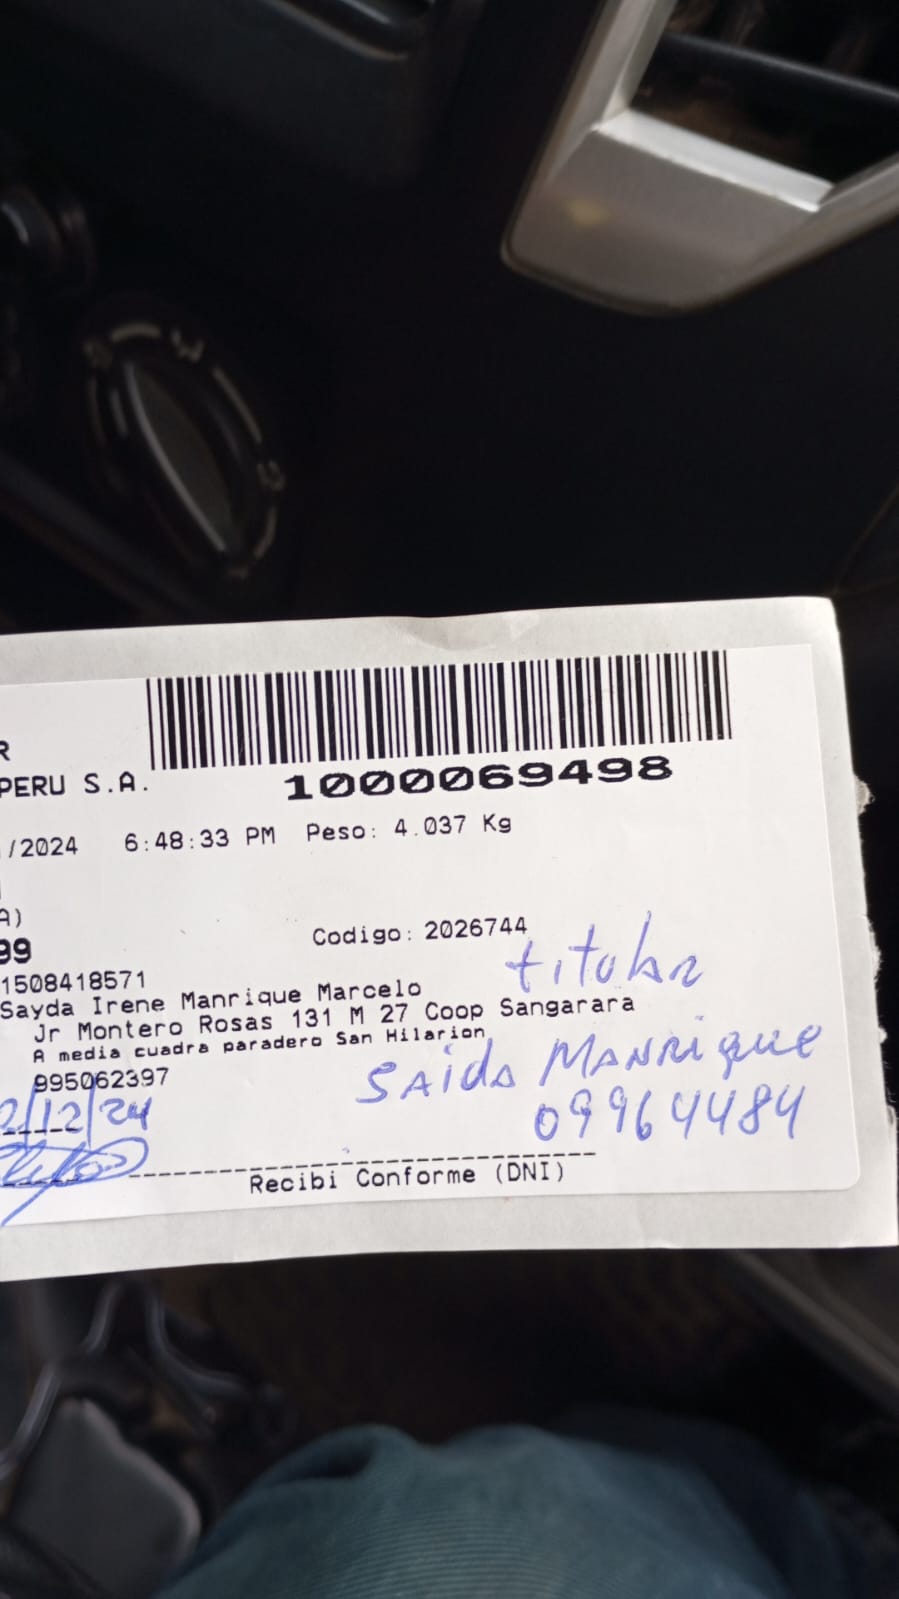 R
PERU S.A.
1000069498
/2024 6:48:33 PM Peso: 4.037 Kg
A)
99
Codigo: 2026744
1508418571
titular
Sayda Irene Manrique Marcelo
Jr Montero Rosas 131 M 27 Coop Sangarara
A media cuadra paradero San Hilarion
995062397
Saida Manrique
2/12/24
09964484
Recibi Conforme (DNI)